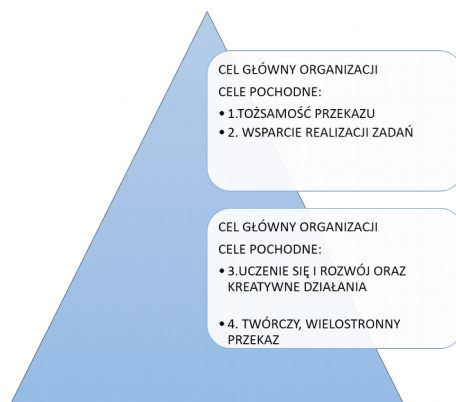 CEL GŁÓWNY ORGANIZACJI
CELE POCHODNE:
• 1.TOŻSAMOŚĆ PRZEKAZU
• 2. WSPARCIE REALIZACJI ZADAŃ
CEL GŁÓWNY ORGANIZACJI
CELE POCHODNE:
• 3.UCZENIE SIĘ I ROZWÓJ ORAZ
KREATYWNE DZIAŁANIA
• 4. TWÓRCZY, WIELOSTRONNY
PRZEKAZ